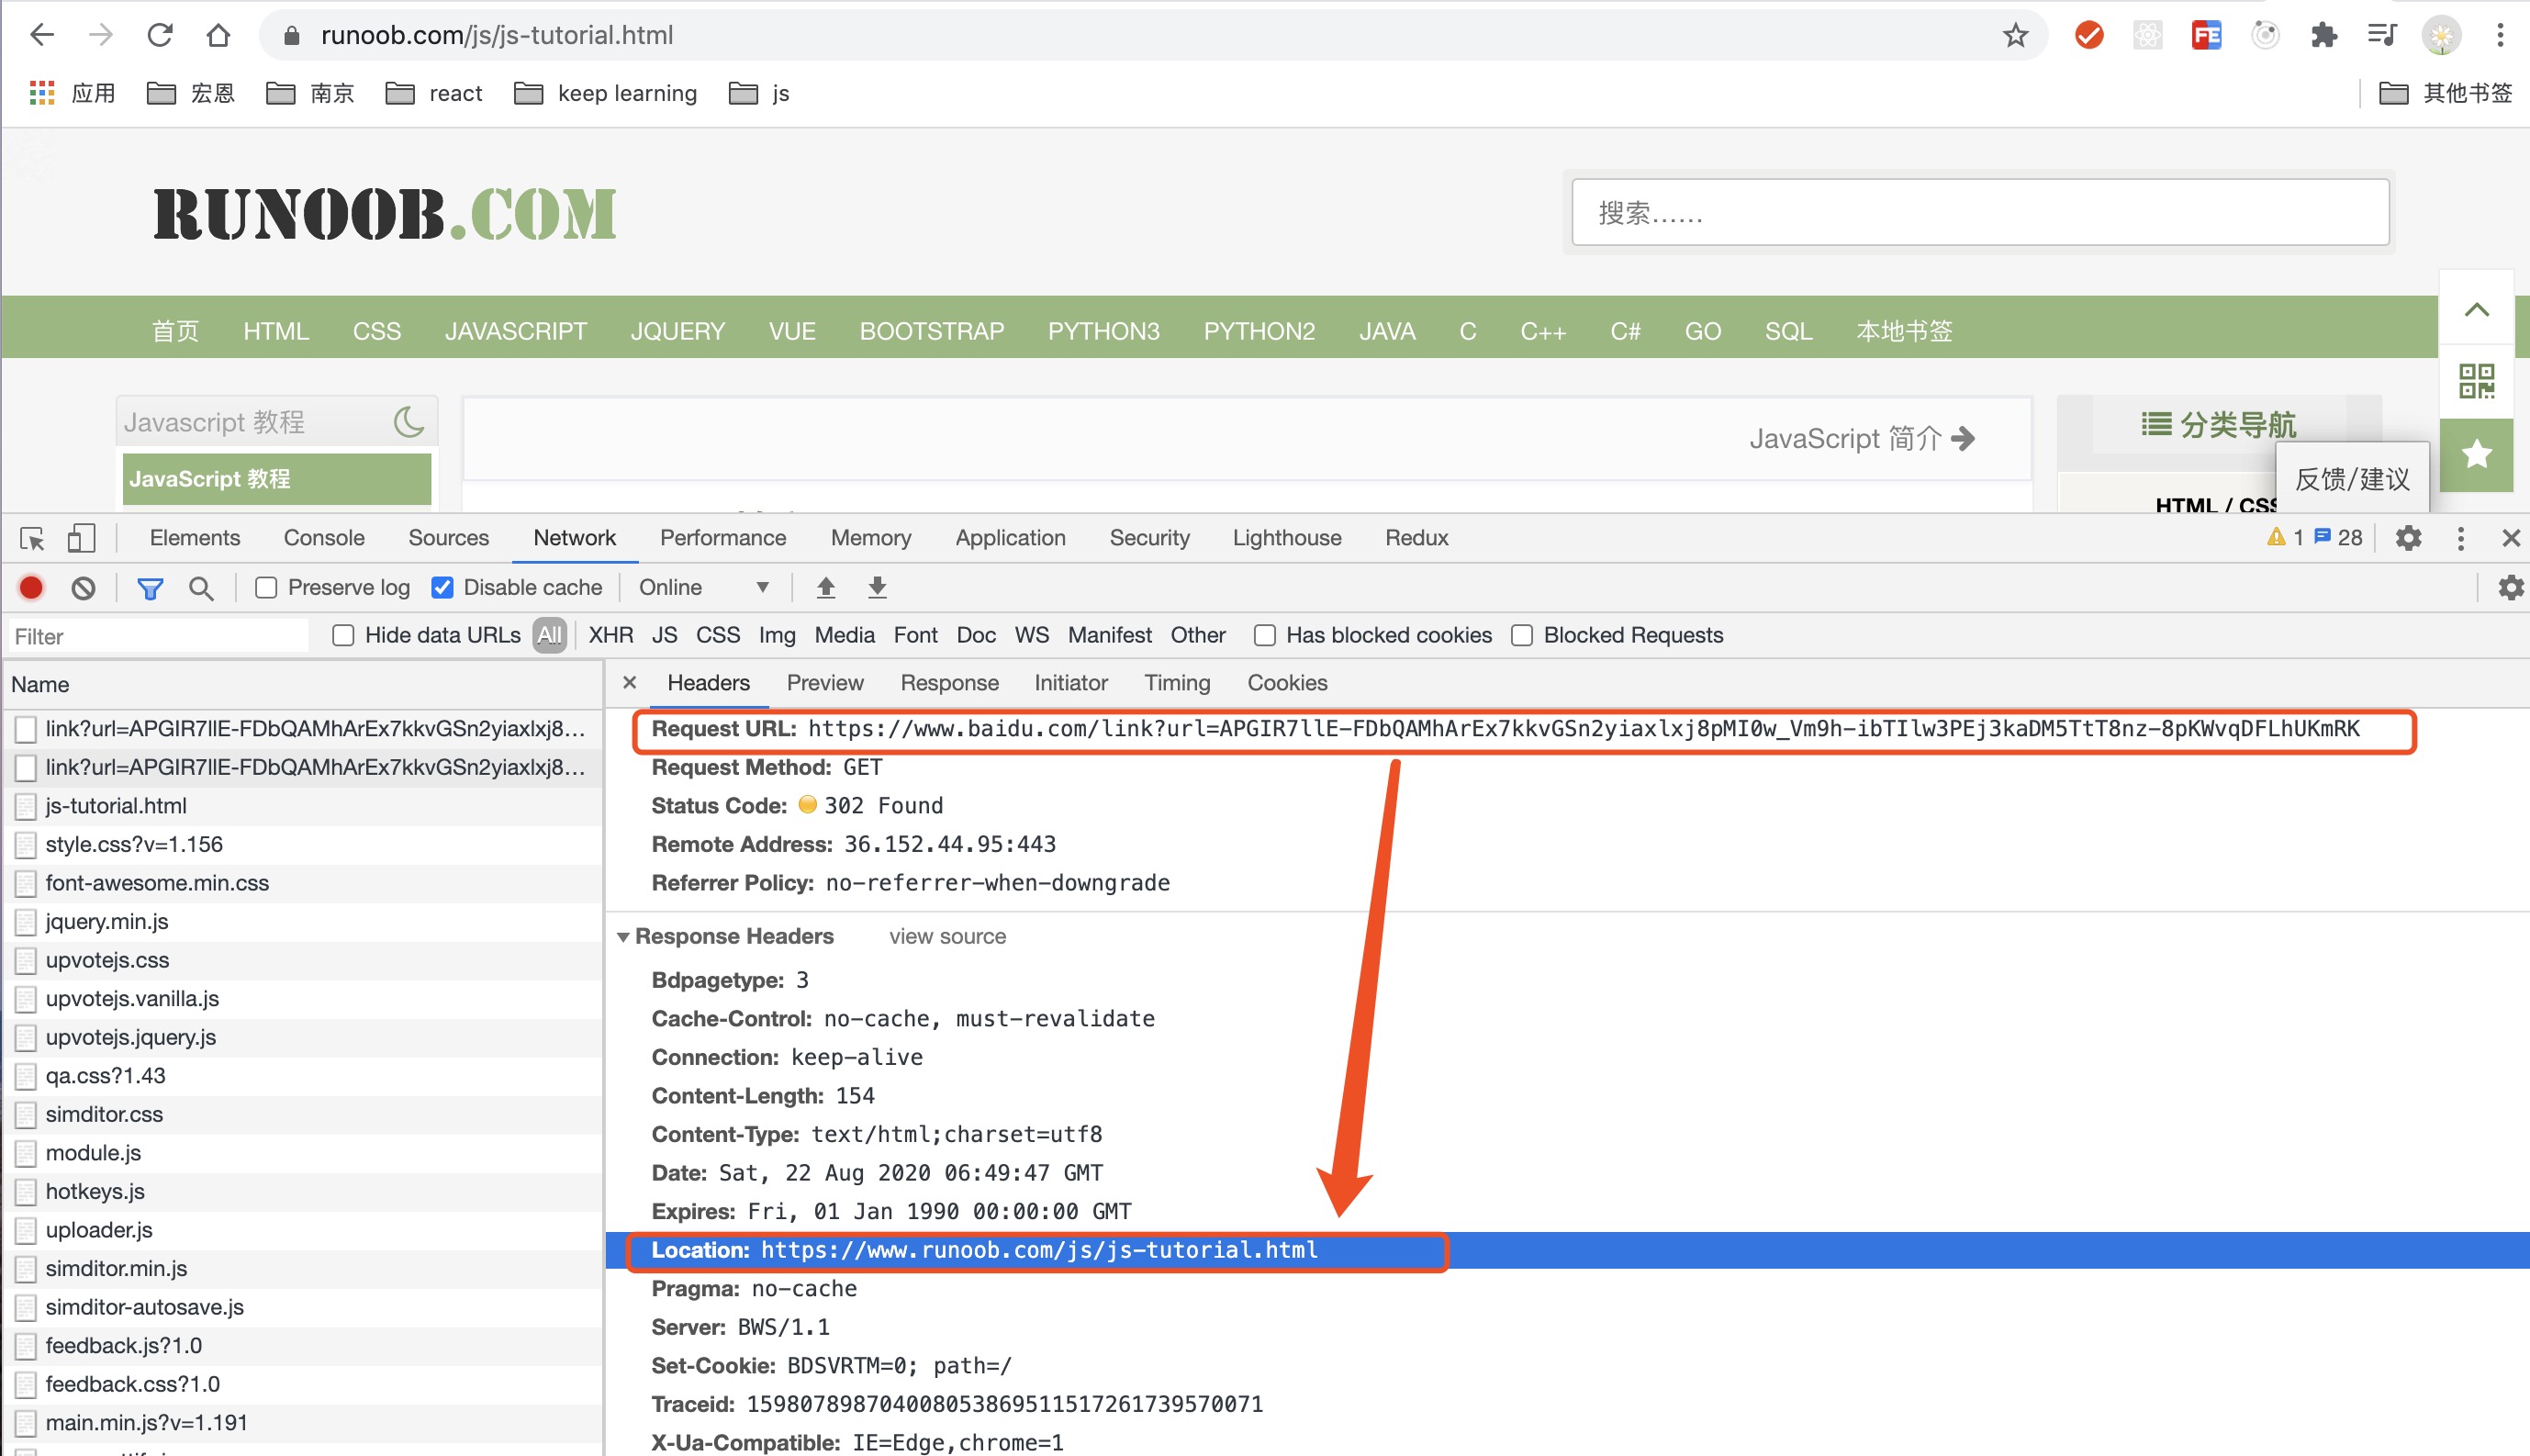 runoob.com/js/js-tutorial.html
FE
应用 宏恩 南京 react keep learning js 其他书签
RUNOOB.COM
搜索......
首页 HTML CSS JAVASCRIPT JQUERY VUE BOOTSTRAP PYTHON3 PYTHON2 JAVA C C++ C# GO SQL 本地书签
Javascript 教程
JavaScript 教程
JavaScript 简介
分类导航
HTML / CSS
反馈/建议
Elements Console Sources Network Performance Memory Application Security Lighthouse Redux 1 28
Preserve log Disable cache Online
Filter Hide data URLs All XHR JS CSS Img Media Font Doc WS Manifest Other Has blocked cookies Blocked Requests
Name
link?url=APGIR7llE-FDbQAMhArEx7kkvGSn2yiaxlxj8...
link?url=APGIR7llE-FDbQAMhArEx7kkvGSn2yiaxlxj8...
js-tutorial.html
style.css?v=1.156
font-awesome.min.css
jquery.min.js
upvotejs.css
upvotejs.vanilla.js
upvotejs.jquery.js
qa.css?1.43
simditor.css
module.js
hotkeys.js
uploader.js
simditor.min.js
simditor-autosave.js
feedback.js?1.0
feedback.css?1.0
main.min.js?v=1.191
Headers Preview Response Initiator Timing Cookies
Request URL: https://www.baidu.com/link?url=APGIR7llE-FDbQAMhArEx7kkvGSn2yiaxlxj8pMI0w_Vm9h-ibTIlw3PEj3kaDM5TtT8nz-8pKWvqDFLhUKmRK
Request Method: GET
Status Code: 302 Found
Remote Address: 36.152.44.95:443
Referrer Policy: no-referrer-when-downgrade
Response Headers view source
Bdpagetype: 3
Cache-Control: no-cache, must-revalidate
Connection: keep-alive
Content-Length: 154
Content-Type: text/html;charset=utf8
Date: Sat, 22 Aug 2020 06:49:47 GMT
Expires: Fri, 01 Jan 1990 00:00:00 GMT
Location: https://www.runoob.com/js/js-tutorial.html
Pragma: no-cache
Server: BWS/1.1
Set-Cookie: BDSVRTM=0; path=/
Traceid: 1598078987040080538695115172617395​70071
X-Ua-Compatible: IE=Edge,chrome=1